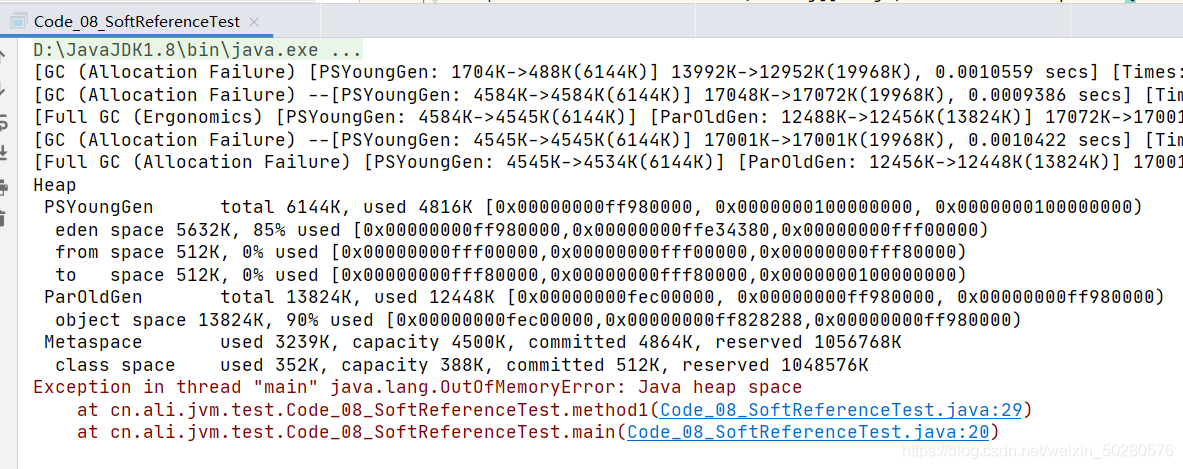 Code_08_SoftReferenceTest
D:\JavaJDK1.8\bin\java.exe ...
[GC (Allocation Failure) [PSYoungGen: 1704K->488K(6144K)] 13992K->12952K(19968K), 0.0010559 secs] [Times:
[GC (Allocation Failure) --[PSYoungGen: 4584K->4584K(6144K)] 17048K->17072K(19968K), 0.0009386 secs] [Tim
[Full GC (Ergonomics) [PSYoungGen: 4584K->4545K(6144K)] [ParOldGen: 12488K->12456K(13824K)] 17072K->17001
[GC (Allocation Failure) --[PSYoungGen: 4545K->4545K(6144K)] 17001K->17001K(19968K), 0.0010422 secs] [Tim
[Full GC (Allocation Failure) [PSYoungGen: 4545K->4534K(6144K)] [ParOldGen: 12456K->12448K(13824K)] 17001
Heap
PSYoungGen total 6144K, used 4816K [0x00000000ff980000, 0x0000000100000000, 0x0000000100000000)
eden space 5632K, 85% used [0x00000000ff980000,0x00000000ffe34380,0x00000000fff00000)
from space 512K, 0% used [0x00000000fff00000,0x00000000fff00000,0x00000000fff80000)
to space 512K, 0% used [0x00000000fff80000,0x00000000fff80000,0x0000000100000000)
ParOldGen total 13824K, used 12448K [0x00000000fec00000, 0x00000000ff980000, 0x00000000ff980000)
object space 13824K, 90% used [0x00000000fec00000,0x00000000ff828288,0x00000000ff980000)
Metaspace used 3239K, capacity 4500K, committed 4864K, reserved 1056768K
class space used 352K, capacity 388K, committed 512K, reserved 1048576K
Exception in thread "main" java.lang.OutOfMemoryError: Java heap space
at cn.ali.jvm.test.Code_08_SoftReferenceTest.method1(Code_08_SoftReferenceTest.java:29)
at cn.ali.jvm.test.Code_08_SoftReferenceTest.main(Code_08_SoftReferenceTest.java:20)
https://blog.csdn.net/weixin_50280576